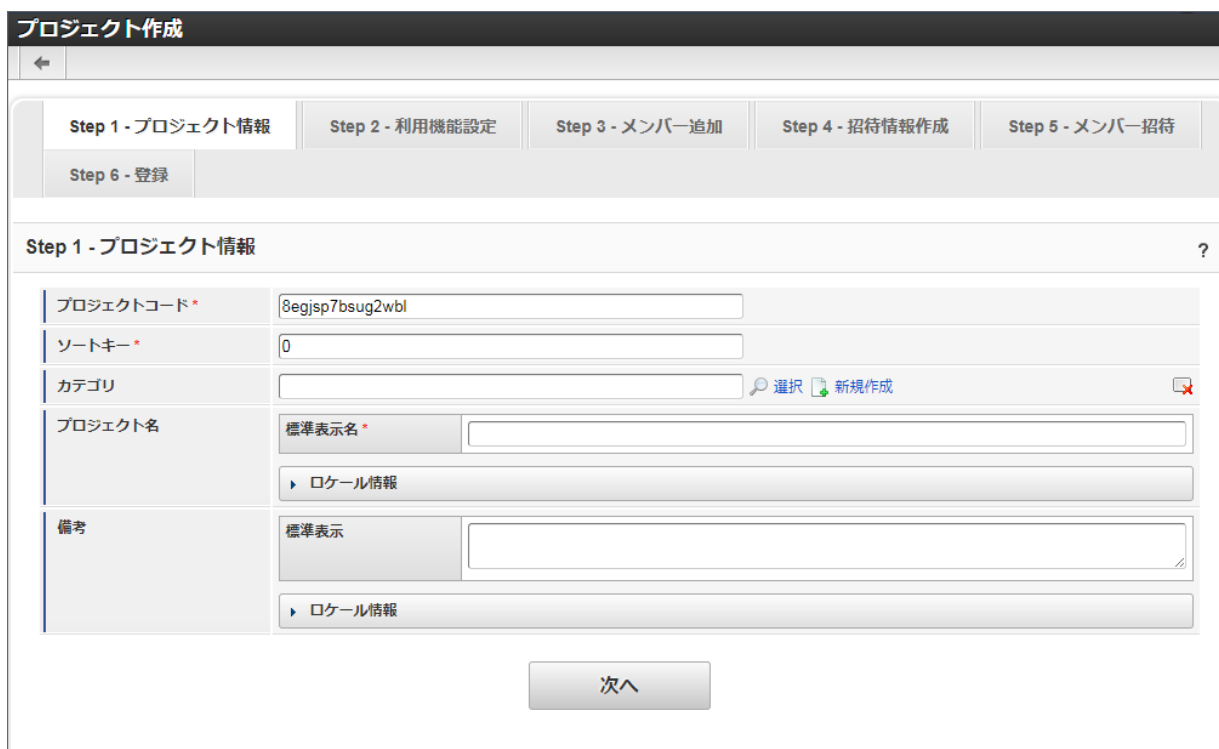 プロジェクト作成
Step 1 - プロジェクト情報 Step 2 - 利用機能設定 Step 3 - メンバー追加 Step 4 - 招待情報作成 Step 5 - メンバー招待
Step 6 - 登録
Step 1 - プロジェクト情報 ?
プロジェクトコード * 8egjsp7bsug2wbl
ソートキー * 0
カテゴリ 選択 新規作成
プロジェクト名 標準表示名 *
ロケール情報
備考 標準表示
ロケール情報
次へ